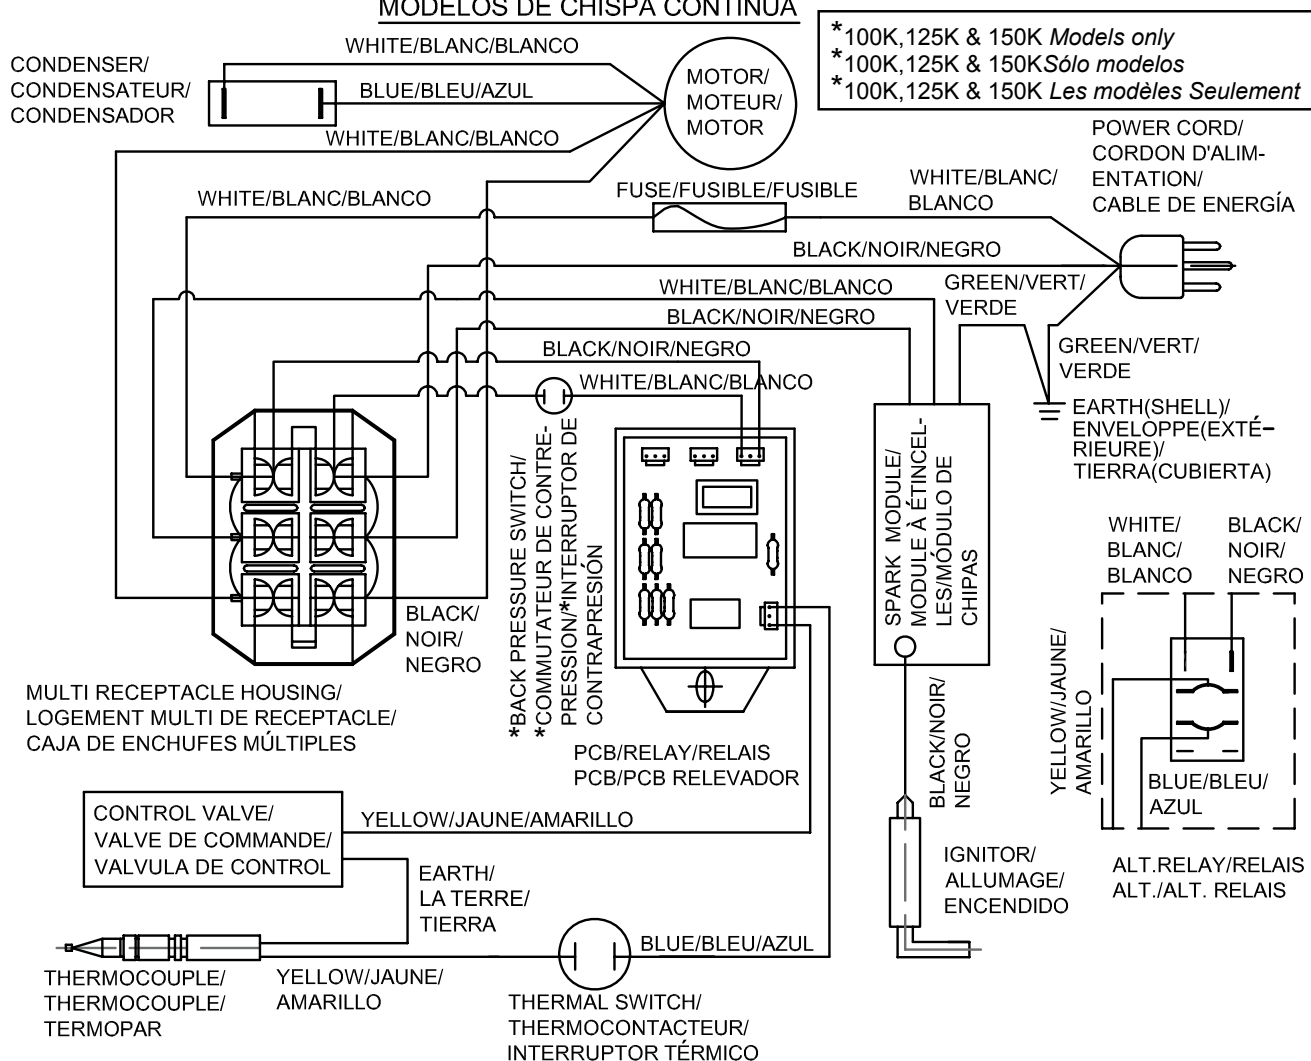 MODELOS DE CHISPA CONTINUA
*100K,125K & 150K Models only
*100K,125K & 150KSólo modelos
*100K,125K & 150K Les modèles Seulement
WHITE/BLANC/BLANCO
CONDENSER/
CONDENSATEUR/
CONDENSADOR
BLUE/BLEU/AZUL
WHITE/BLANC/BLANCO
MOTOR/
MOTEUR/
MOTOR
POWER CORD/
CORDON D'ALIM-
ENTATION/
CABLE DE ENERGÍA
WHITE/BLANC/BLANCO
FUSE/FUSIBLE/FUSIBLE
WHITE/BLANC/
BLANCO
BLACK/NOIR/NEGRO
WHITE/BLANC/BLANCO
GREEN/VERT/
VERDE
BLACK/NOIR/NEGRO
BLACK/NOIR/NEGRO
GREEN/VERT/
VERDE
WHITE/BLANC/BLANCO
EARTH(SHELL)/
ENVELOPPE(EXTÉ-
RIEURE)/
TIERRA(CUBIERTA)
*BACK PRESSURE SWITCH/
*COMMUTATEUR DE CONTRE-
PRESSION/*INTERRUPTOR DE
CONTRAPRESIÓN
SPARK MODULE/
MODULE À ÉTINCEL-
LES/MÓDULO DE
CHIPAS
WHITE/
BLANC/
BLANCO
BLACK/
NOIR/
NEGRO
BLACK/
NOIR/
NEGRO
YELLOW/JAUNE/
AMARILLO
MULTI RECEPTACLE HOUSING/
LOGEMENT MULTI DE RECEPTACLE/
CAJA DE ENCHUFES MÚLTIPLES
PCB/RELAY/RELAIS
PCB/PCB RELEVADOR
BLACK/NOIR/
NEGRO
BLUE/BLEU/
AZUL
CONTROL VALVE/
VALVE DE COMMANDE/
VALVULA DE CONTROL
YELLOW/JAUNE/AMARILLO
EARTH/
LA TERRE/
TIERRA
IGNITOR/
ALLUMAGE/
ENCENDIDO
ALT.RELAY/RELAIS
ALT./ALT. RELAIS
BLUE/BLEU/AZUL
THERMOCOUPLE/
THERMOCOUPLE/
TERMOPAR
YELLOW/JAUNE/
AMARILLO
THERMAL SWITCH/
THERMOCONTACTEUR/
INTERRUPTOR TÉRMICO